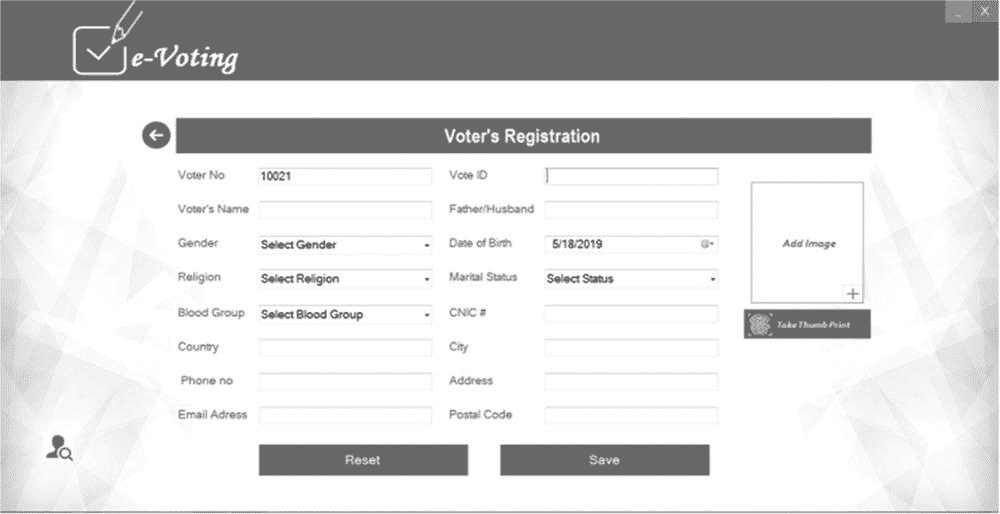 e-Voting
Voter's Registration
Voter No 10021 Vote ID
Voter's Name Father/Husband
Gender Select Gender Date of Birth 5/18/2019
Add Image
Religion Select Religion Marital Status Select Status
Blood Group Select Blood Group CNIC #
Take Thumb Print
Country City
Phone no Address
Email Adress Postal Code
Reset Save